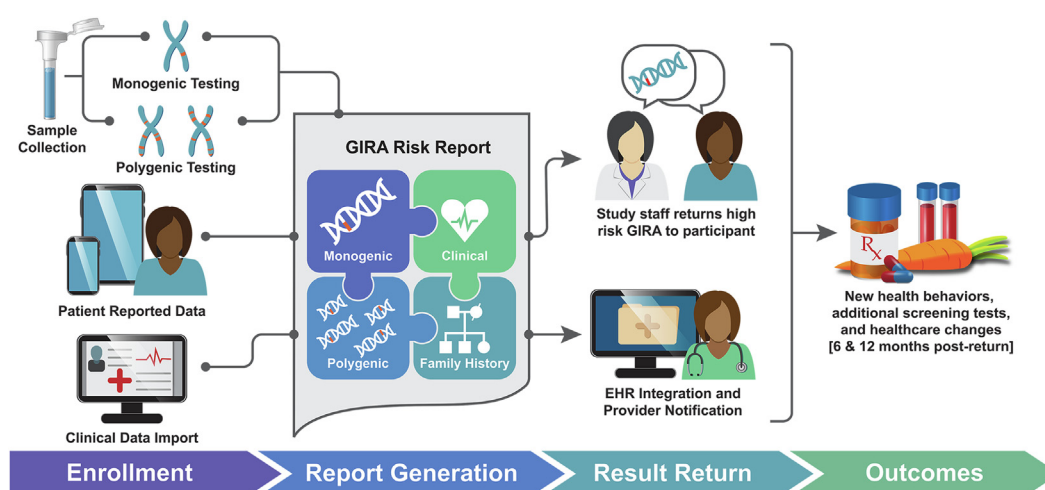 Sample
Collection
Monogenic Testing
Polygenic Testing
Patient Reported Data
Clinical Data Import
GIRA Risk Report
Monogenic
Clinical
Polygenic
Family History
Study staff returns high
risk GIRA to participant
EHR Integration and
Provider Notification
Rx
New health behaviors,
additional screening tests,
and healthcare changes
[6 & 12 months post-return]
Enrollment
Report Generation
Result Return
Outcomes